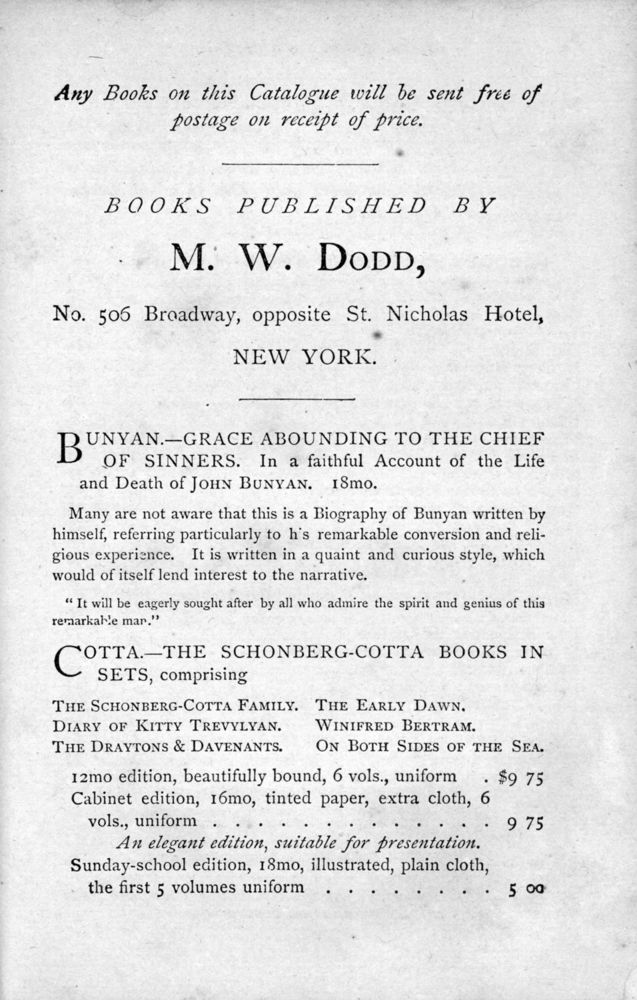 Any Books on this Catalogue will be sent free of
postage on receipt of price.
BOOKS PUBLISHED BY
M. W. DODD,
No. 506 Broadway, opposite St. Nicholas Hotel,
NEW YORK.
BUNYAN.—GRACE ABOUNDING TO THE CHIEF
OF SINNERS. In a faithful Account of the Life
and Death of JOHN BUNYAN. 18mo.
Many are not aware that this is a Biography of Bunyan written by
himself, referring particularly to h's remarkable conversion and reli-
gious experience. It is written in a quaint and curious style, which
would of itself lend interest to the narrative.
“ It will be eagerly sought after by all who admire the spirit and genius of this
remarkable man.”
COTTA.—THE SCHONBERG-COTTA BOOKS IN
SETS, comprising
THE SCHONBERG-COTTA FAMILY. THE EARLY DAWN.
DIARY OF KITTY TREVYLYAN. WINIFRED BERTRAM.
THE DRAYTONS & DAVENANTS. ON BOTH SIDES OF THE SEA.
12mo edition, beautifully bound, 6 vols., uniform . $9 75
Cabinet edition, 16mo, tinted paper, extra cloth, 6
vols., uniform . . . . . . . . . . . . . 9 75
An elegant edition, suitable for presentation.
Sunday-school edition, 18mo, illustrated, plain cloth,
the first 5 volumes uniform . . . . . . . . 5 00